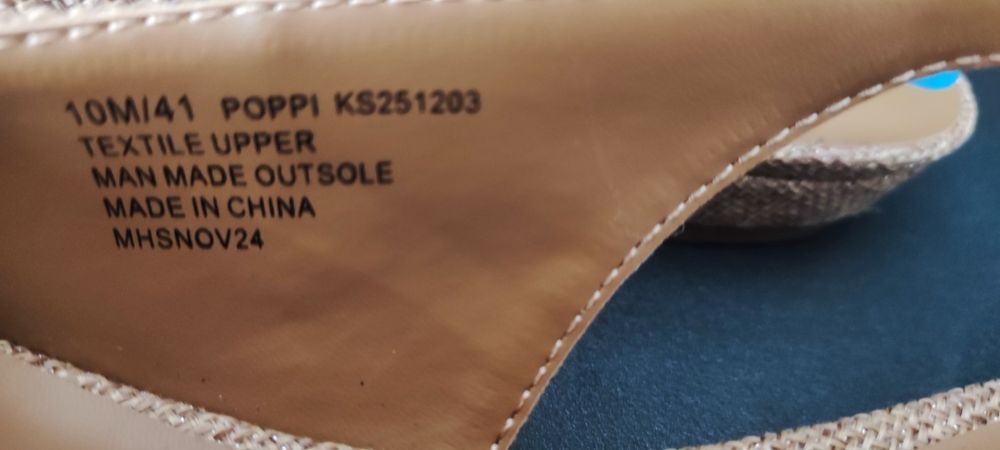 10M/41 POPPI KS251203
TEXTILE UPPER
MAN MADE OUTSOLE
MADE IN CHINA
MHSNOV24